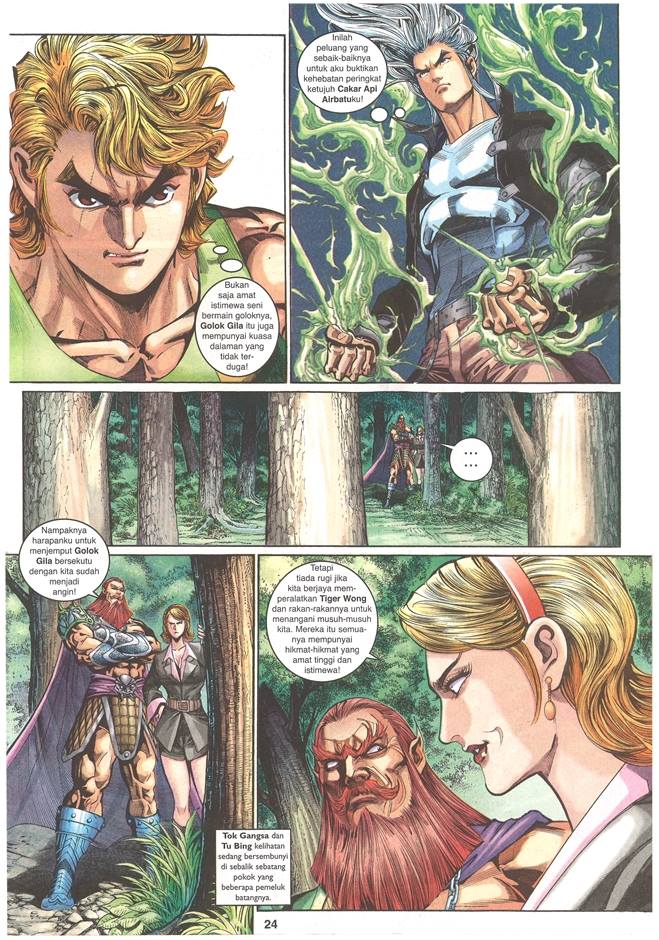 Bukan
saja amat
istimewa seni
bermain goloknya,
Golok Gila itu juga
mempunyai kuasa
dalaman yang
tidak ter-
duga!
Inilah
peluang yang
sebaik-baiknya
untuk aku buktikan
kehebatan peringkat
ketujuh Cakar Api
Airbatuku!
...
...
Nampaknya
harapanku untuk
menjemput Golok
Gila bersekutu
dengan kita sudah
menjadi
angin!
Tok Gangsa dan
Tu Bing kelihatan
sedang bersembunyi
di sebalik sebatang
pokok yang
beberapa pemeluk
batangnya.
Tetapi
tiada rugi jika
kita berjaya mem-
peralatkan Tiger Wong
dan rakan-rakannya untuk
menangani musuh-musuh
kita. Mereka itu semua-
nya mempunyai
hikmat-hikmat yang
amat tinggi dan
istimewa!
24